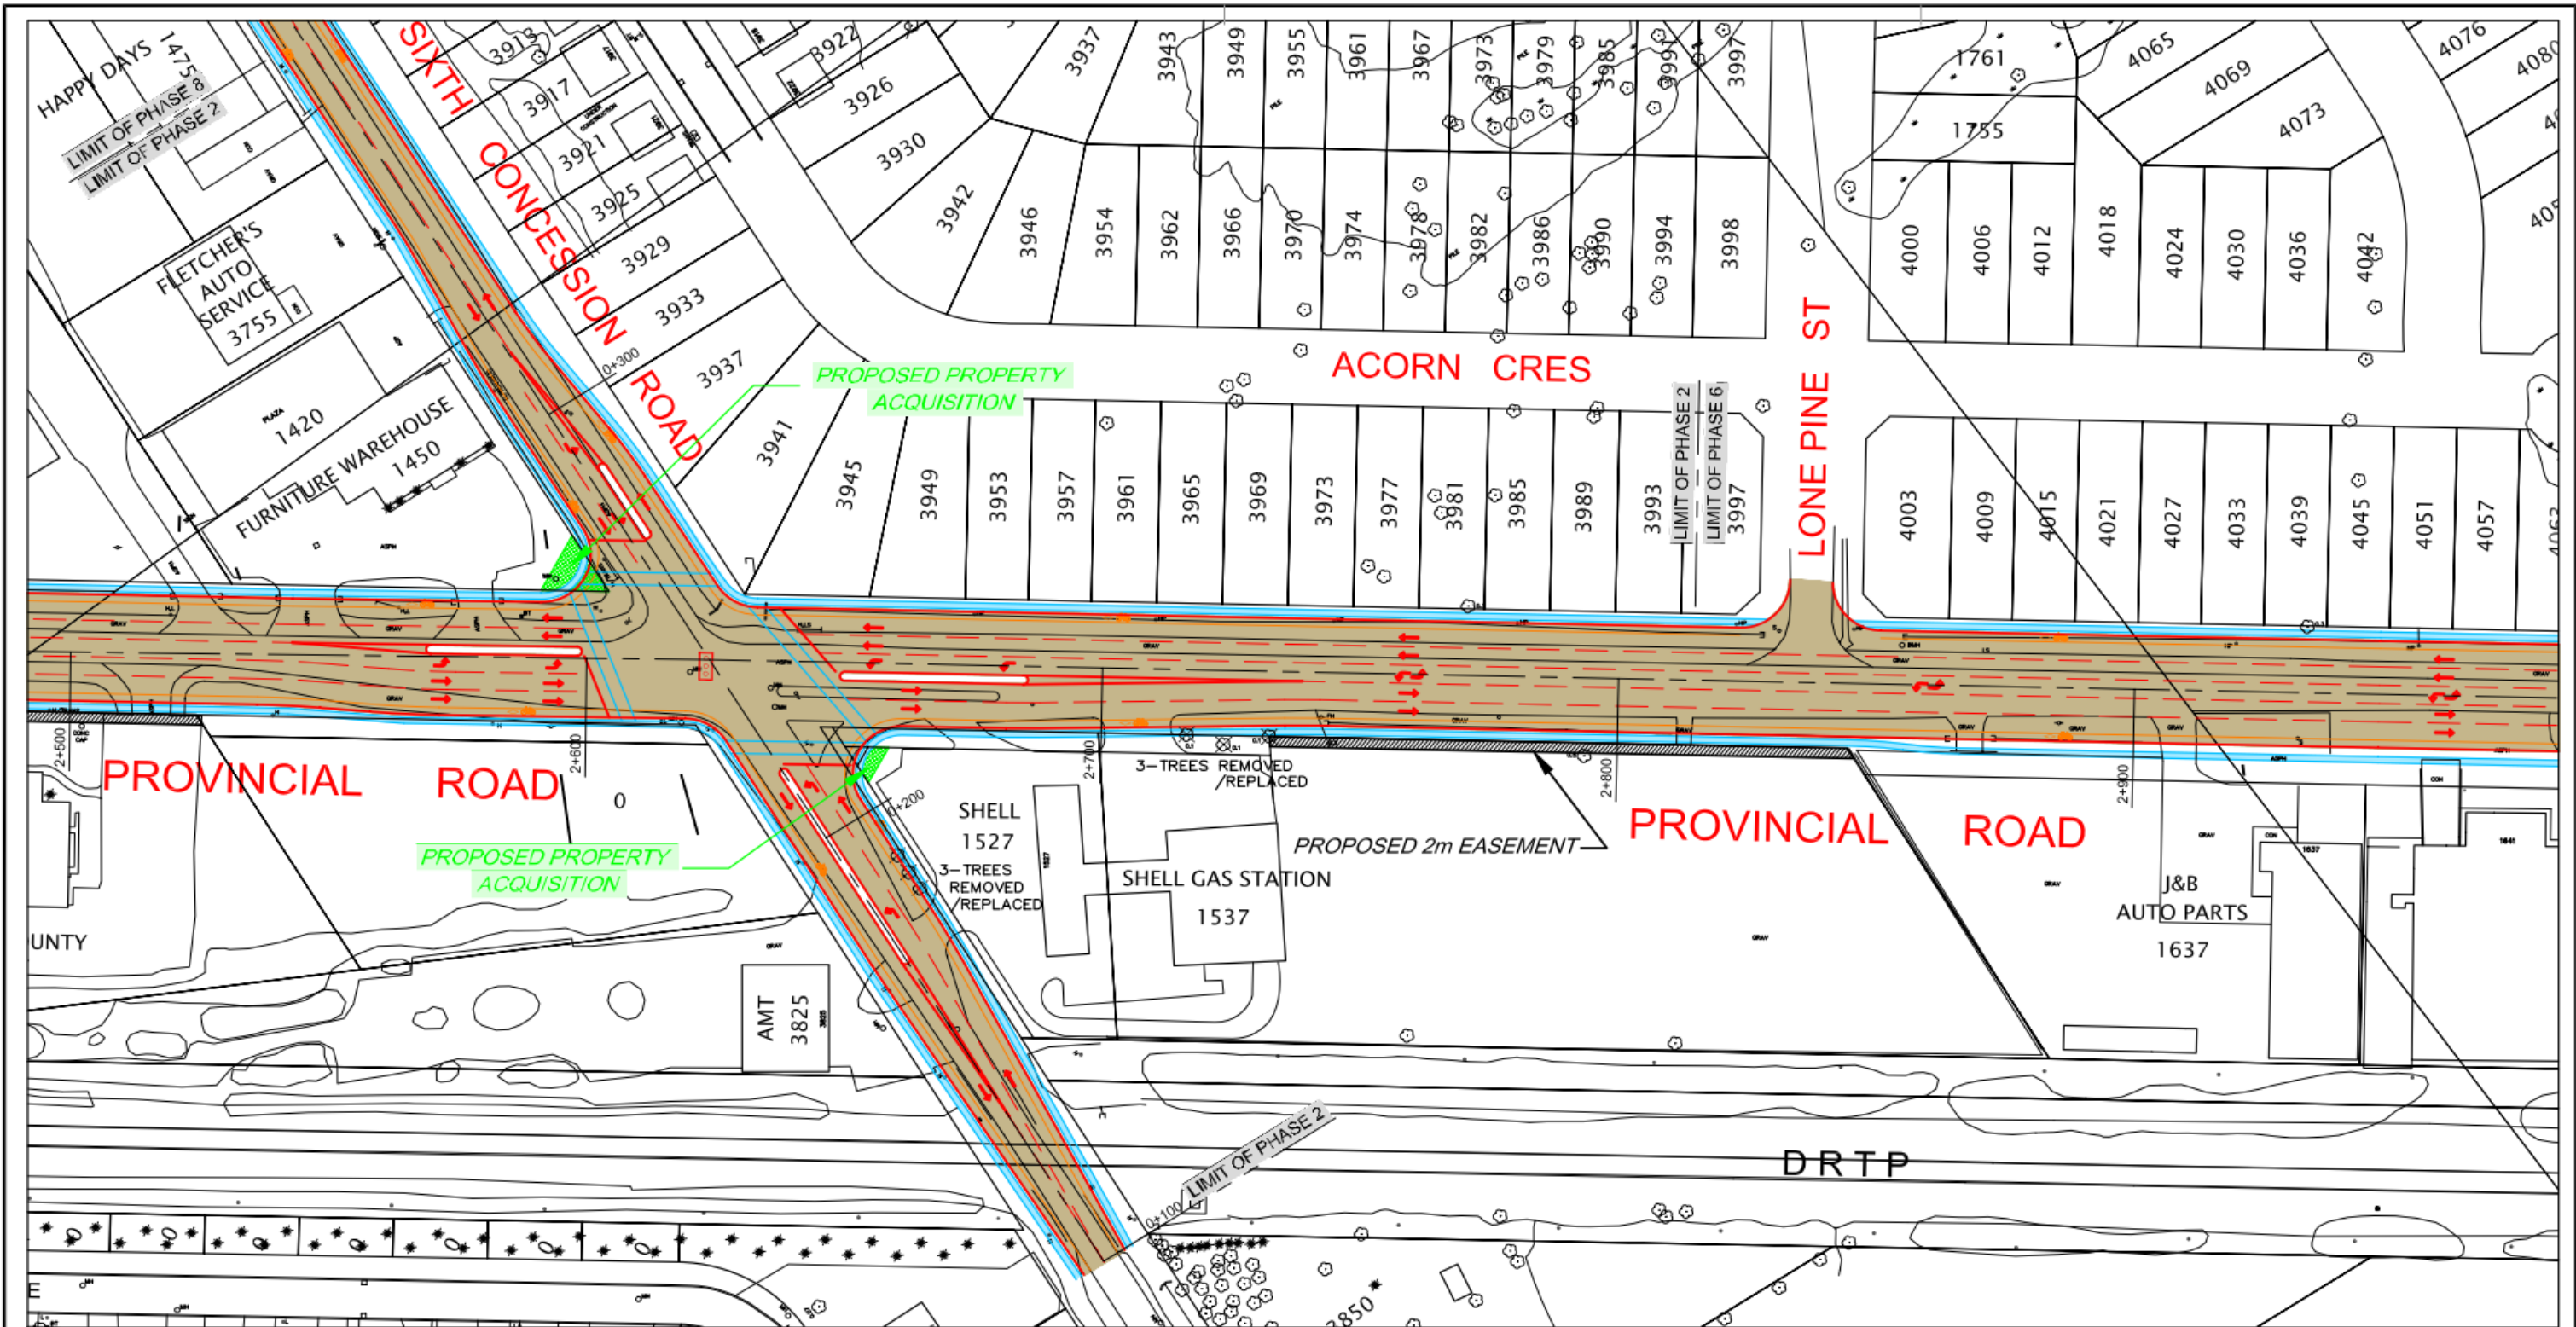 HAPPY DAYS
1475
LIMIT OF PHASE 8
LIMIT OF PHASE 2
SIXTH CONCESSION ROAD
3913
3917
UNDER CONSTRUCTION
3921
3925
3929
3933
3937
3941
3945
3922
3926
3930
3942
3946
3954
3962
3966
3970
3974
3978
3982
3986
3990
3994
3998
3937
3943
3949
3955
3961
3967
3973
3979
3985
3991
3997
1761
1755
4065
4069
4073
4076
4000
4006
4012
4018
4024
4030
4036
4042
FLETCHER'S
AUTO
SERVICE
3755
PLAZA
1420
FURNITURE WAREHOUSE
1450
0+300
PROPOSED PROPERTY
ACQUISITION
ACORN CRES
LONE PINE ST
3949
3953
3957
3961
3965
3969
3973
3977
3981
3985
3989
3993
LIMIT OF PHASE 2
LIMIT OF PHASE 6
3997
4003
4009
4015
4021
4027
4033
4039
4045
4051
4057
4063
2+500
2+600
2+700
2+800
2+900
PROVINCIAL ROAD
0
PROPOSED PROPERTY
ACQUISITION
0+200
SHELL
1527
3-TREES
REMOVED
/REPLACED
3-TREES REMOVED
/REPLACED
SHELL GAS STATION
1537
PROPOSED 2m EASEMENT
PROVINCIAL ROAD
J&B
AUTO PARTS
1637
1637
1641
UNTY
AMT
3825
3825
LIMIT OF PHASE 2
0+100
DRTP
3850
E